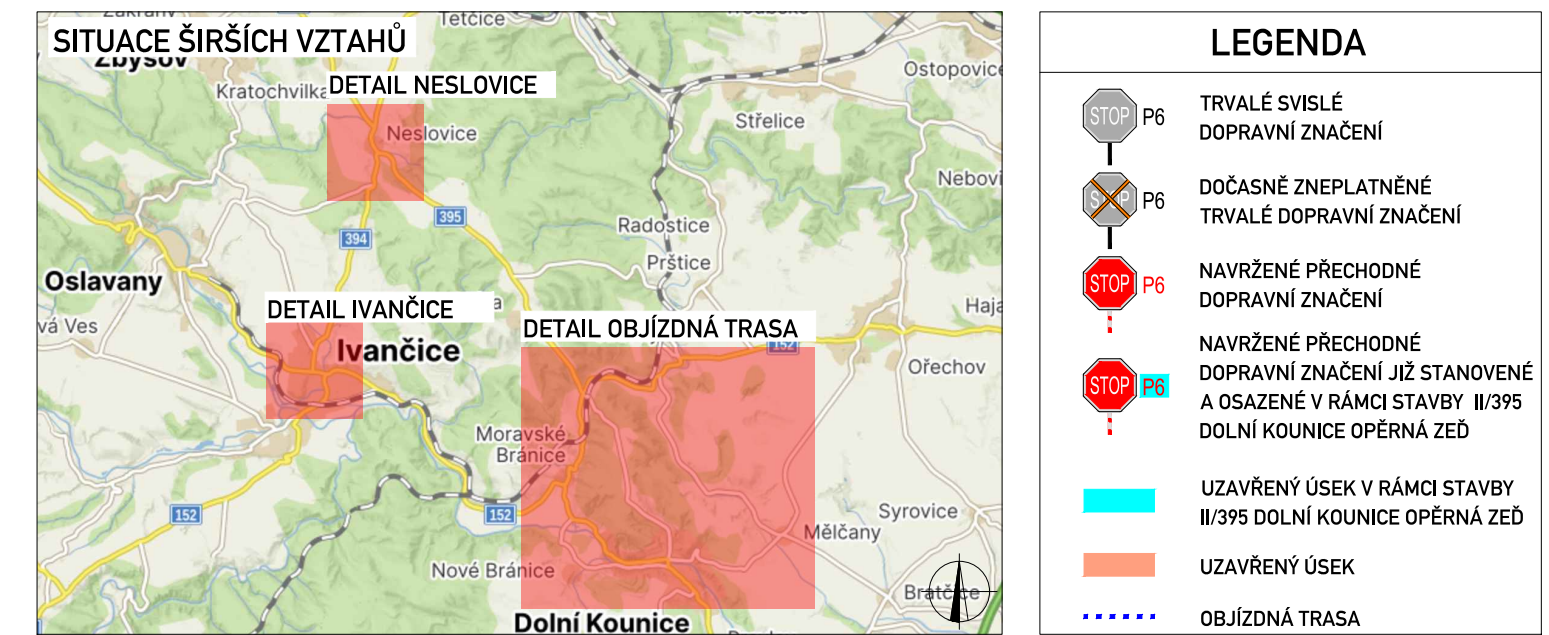 Tetčice
SITUACE ŠIRŠÍCH VZTAHŮ
Zbýšov
Ostopovice
DETAIL NESLOVICE
Kratochvilka
Neslovice
Střelice
Nebovi
395
Radostice
394
Prštice
Oslavany
DETAIL IVANČICE
Haja
vá Ves
DETAIL OBJÍZDNÁ TRASA
152
Ivančice
Ořechov
Moravské
Bránice
152
152
Syrovice
Mělčany
Nové Bránice
Bratčice
Dolní Kounice
LEGENDA
STOP P6
TRVALÉ SVISLÉ
DOPRAVNÍ ZNAČENÍ
STOP P6
DOČASNĚ ZNEPLATNĚNÉ
TRVALÉ DOPRAVNÍ ZNAČENÍ
STOP P6
NAVRŽENÉ PŘECHODNÉ
DOPRAVNÍ ZNAČENÍ
STOP P6
NAVRŽENÉ PŘECHODNÉ
DOPRAVNÍ ZNAČENÍ JIŽ STANOVENÉ
A OSAZENÉ V RÁMCI STAVBY II/395
DOLNÍ KOUNICE OPĚRNÁ ZEĎ
UZAVŘENÝ ÚSEK V RÁMCI STAVBY
II/395 DOLNÍ KOUNICE OPĚRNÁ ZEĎ
UZAVŘENÝ ÚSEK
OBJÍZDNÁ TRASA